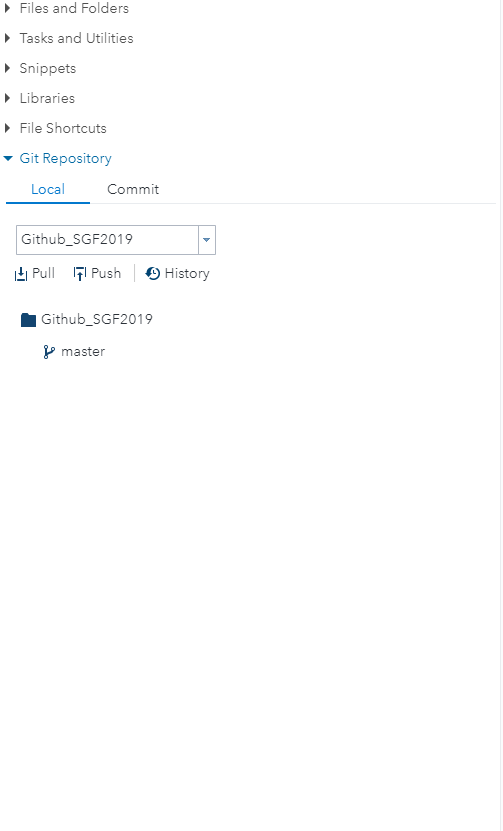 Files and Folders
Tasks and Utilities
Snippets
Libraries
File Shortcuts
Git Repository
Local Commit
Github_SGF2019
Pull Push History
Github_SGF2019
master